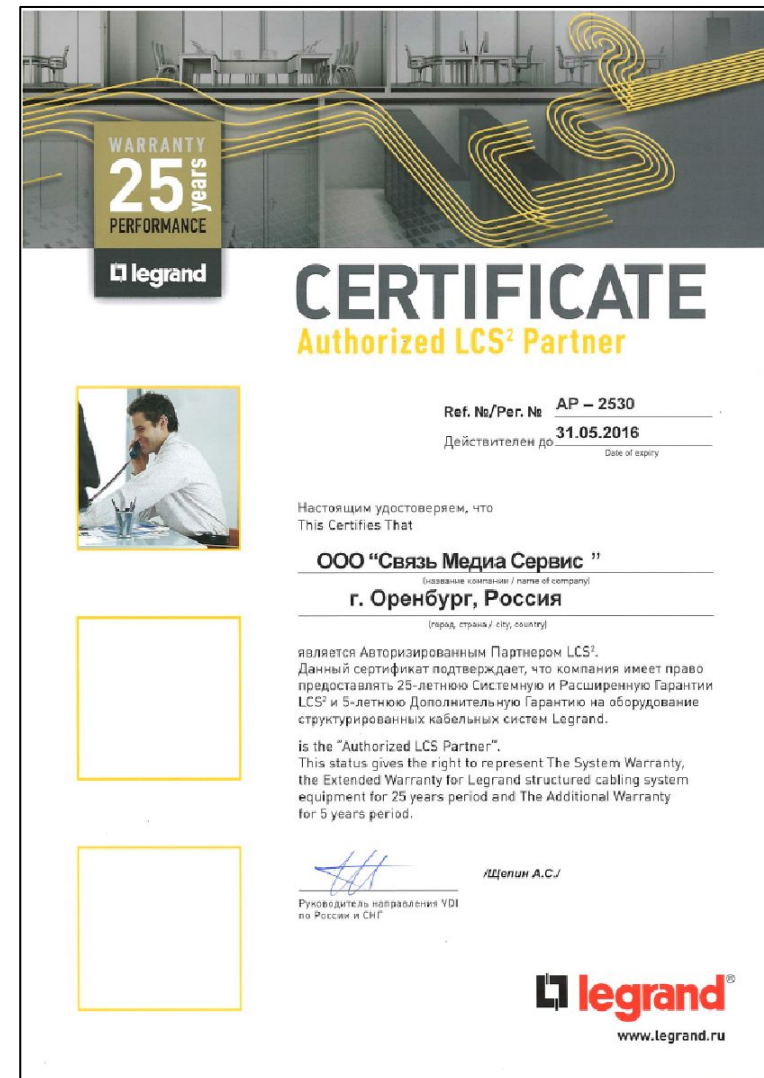 WARRANTY
25 years
PERFORMANCE
legrand
CERTIFICATE
Authorized LCS² Partner
Ref. №/Рег. № AP – 2530
Действителен до 31.05.2016
Date of expiry
Настоящим удостоверяем, что
This Certifies That
ООО “Связь Медиа Сервис ”
(название компании / name of company)
г. Оренбург, Россия
(город, страна / city, country)
является Авторизированным Партнером LCS².
Данный сертификат подтверждает, что компания имеет право
предоставлять 25-летнюю Системную и Расширенную Гарантии
LCS² и 5-летнюю Дополнительную Гарантию на оборудование
структурированных кабельных систем Legrand.
is the “Authorized LCS Partner”.
This status gives the right to represent The System Warranty,
the Extended Warranty for Legrand structured cabling system
equipment for 25 years period and The Additional Warranty
for 5 years period.
/Щепин А.С./
Руководитель направления VDI
по России и СНГ
legrand®
www.legrand.ru